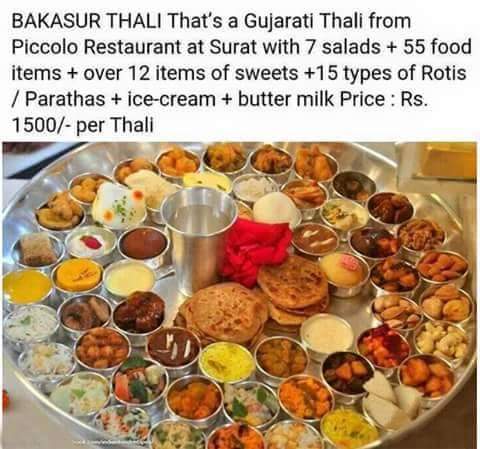 BAKASUR THALI That's a Gujarati Thali from
Piccolo Restaurant at Surat with 7 salads + 55 food
items + over 12 items of sweets +15 types of Rotis
/ Parathas + ice-cream + butter milk Price : Rs.
1500/- per Thali